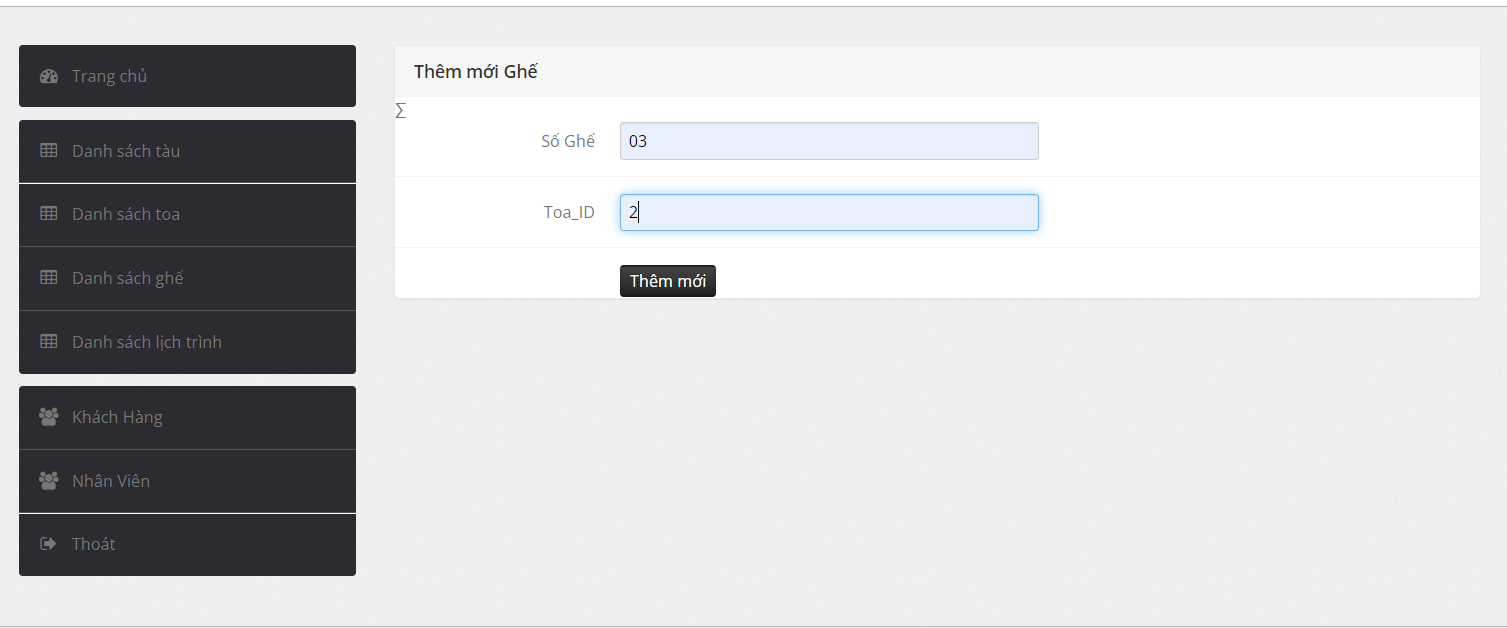 Trang chủ
Danh sách tàu
Danh sách toa
Danh sách ghế
Danh sách lịch trình
Khách Hàng
Nhân Viên
Thoát
Thêm mới Ghế
∑
Số Ghế 03
Toa_ID 2
Thêm mới